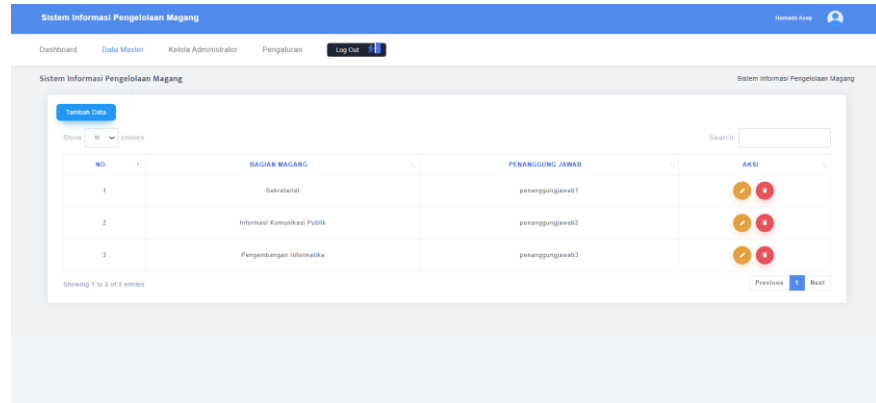 Sistem Informasi Pengelolaan Magang
Hamada Asep
Dashboard Data Master Kelola Administrator Pengaturan Log Out
Sistem Informasi Pengelolaan Magang
Sistem Informasi Pengelolaan Magang
Tambah Data
Show 10 entries
Search:
NO BAGIAN MAGANG PENANGGUNG JAWAB AKSI
1 Sekretariat penanggungjawab1
2 Informasi Komunikasi Publik penanggungjawab2
3 Pengembangan Informatika penanggungjawab3
Showing 1 to 3 of 3 entries
Previous 1 Next